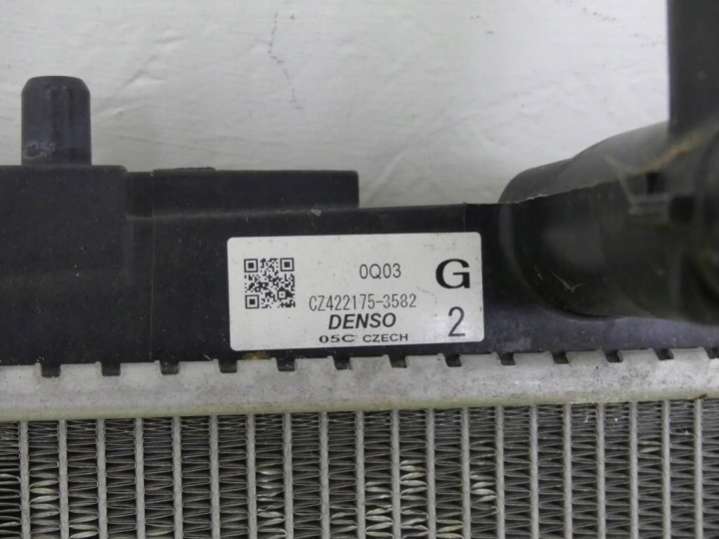 0Q03 G
CZ422175-3582
DENSO 2
05C CZECH